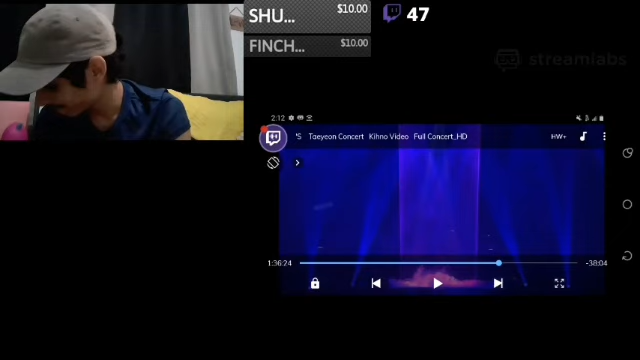 SHU... $10.00
FINCH... $10.00
47
streamlabs
2:12
'S Taeyeon Concert Kihno Video Full Concert_HD HW+
1:36:24 -38:04